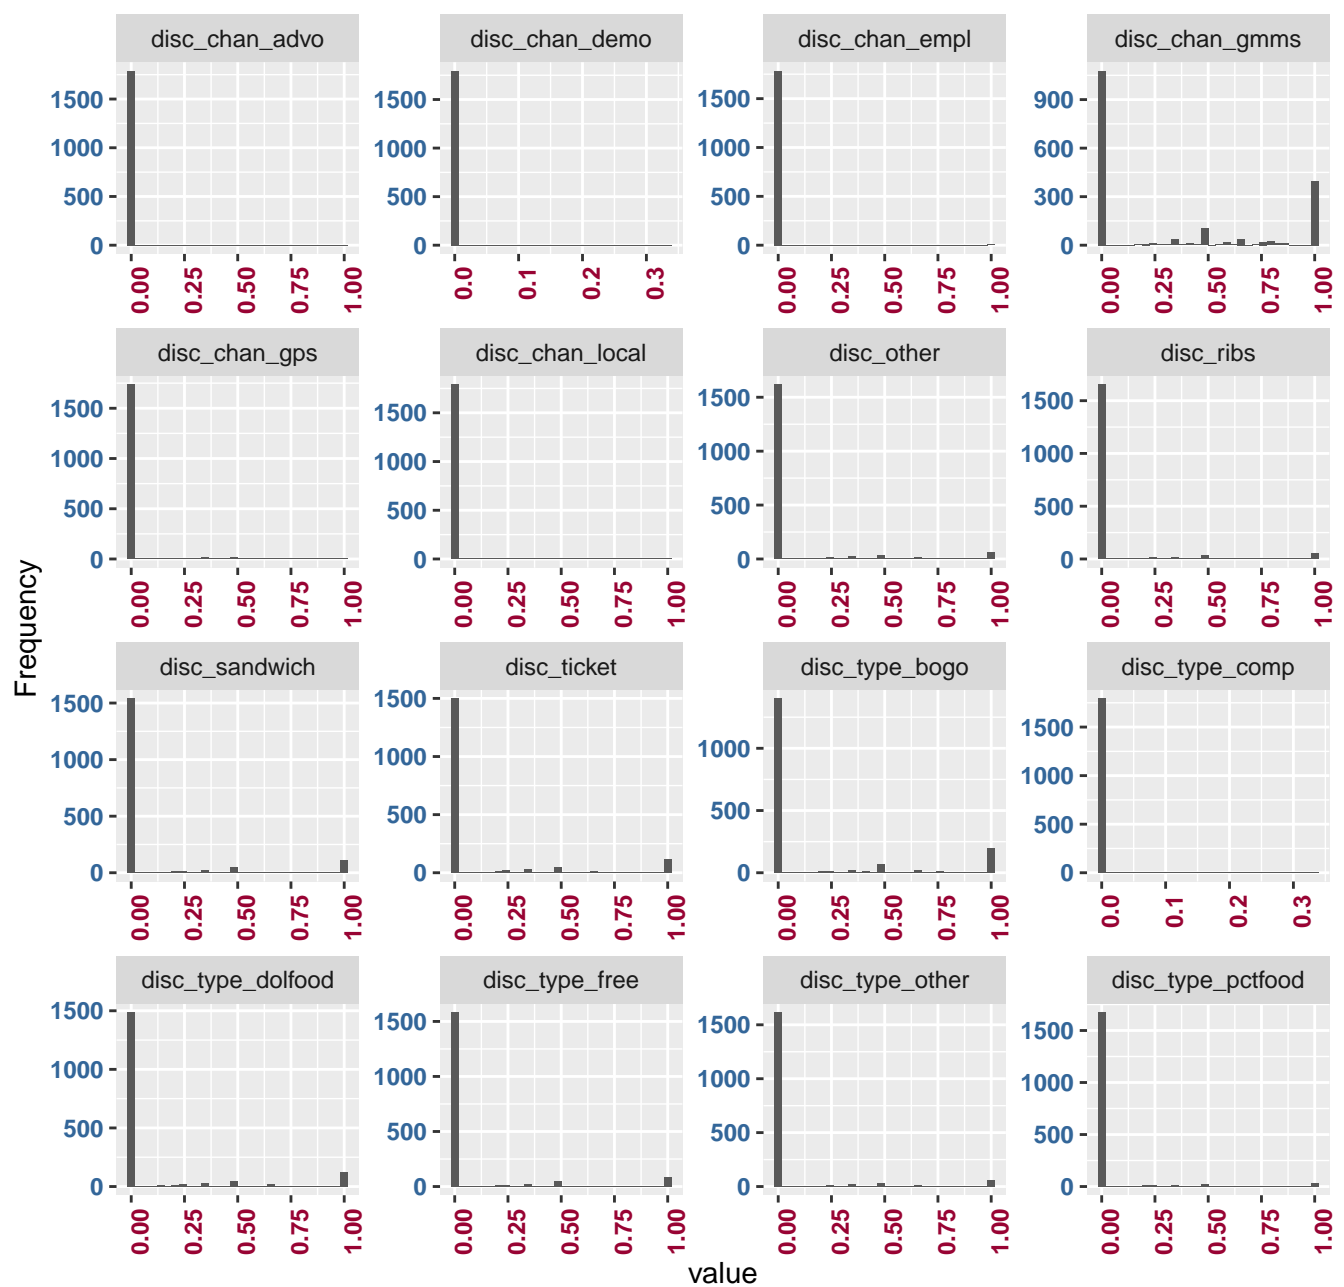 disc_chan_advo disc_chan_demo disc_chan_empl disc_chan_gmms
1500 1500 1500 900
1000 1000 1000 600
500 500 500 300
0 0 0 0
0.00 0.25 0.50 0.75 1.00 0.0 0.1 0.2 0.3 0.00 0.25 0.50 0.75 1.00 0.00 0.25 0.50 0.75 1.00
disc_chan_gps disc_chan_local disc_other disc_ribs
1500 1500 1500 1500
1000 1000 1000 1000
500 500 500 500
0 0 0 0
0.00 0.25 0.50 0.75 1.00 0.00 0.25 0.50 0.75 1.00 0.00 0.25 0.50 0.75 1.00 0.00 0.25 0.50 0.75 1.00
Frequency
disc_sandwich disc_ticket disc_type_bogo disc_type_comp
1500 1500 1000 1500
1000 1000 500 1000
500 500 0 500
0 0 0
0.00 0.25 0.50 0.75 1.00 0.00 0.25 0.50 0.75 1.00 0.00 0.25 0.50 0.75 1.00 0.0 0.1 0.2 0.3
disc_type_dolfood disc_type_free disc_type_other disc_type_pctfood
1500 1500 1500 1500
1000 1000 1000 1000
500 500 500 500
0 0 0 0
0.00 0.25 0.50 0.75 1.00 0.00 0.25 0.50 0.75 1.00 0.00 0.25 0.50 0.75 1.00 0.00 0.25 0.50 0.75 1.00
value